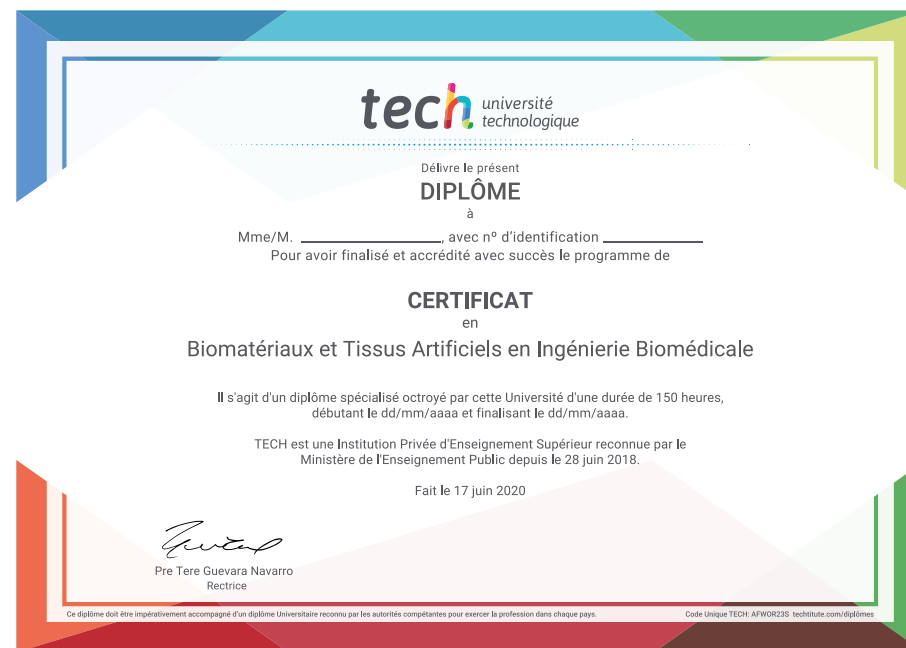 tech université
technologique
Délivre le présent
DIPLÔME
à
Mme/M. ____________________, avec nº d'identification ______________
Pour avoir finalisé et accrédité avec succès le programme de
CERTIFICAT
en
Biomatériaux et Tissus Artificiels en Ingénierie Biomédicale
Il s'agit d'un diplôme spécialisé octroyé par cette Université d'une durée de 150 heures,
débutant le dd/mm/aaaa et finalisant le dd/mm/aaaa.
TECH est une Institution Privée d'Enseignement Supérieur reconnue par le
Ministère de l'Enseignement Public depuis le 28 juin 2018.
Fait le 17 juin 2020
Pre Tere Guevara Navarro
Rectrice
Ce diplôme doit être impérativement accompagné d'un diplôme Universitaire reconnu par les autorités compétantes pour exercer la profession dans chaque pays.
Code Unique TECH: AFWOR23S techtitute.com/diplômes